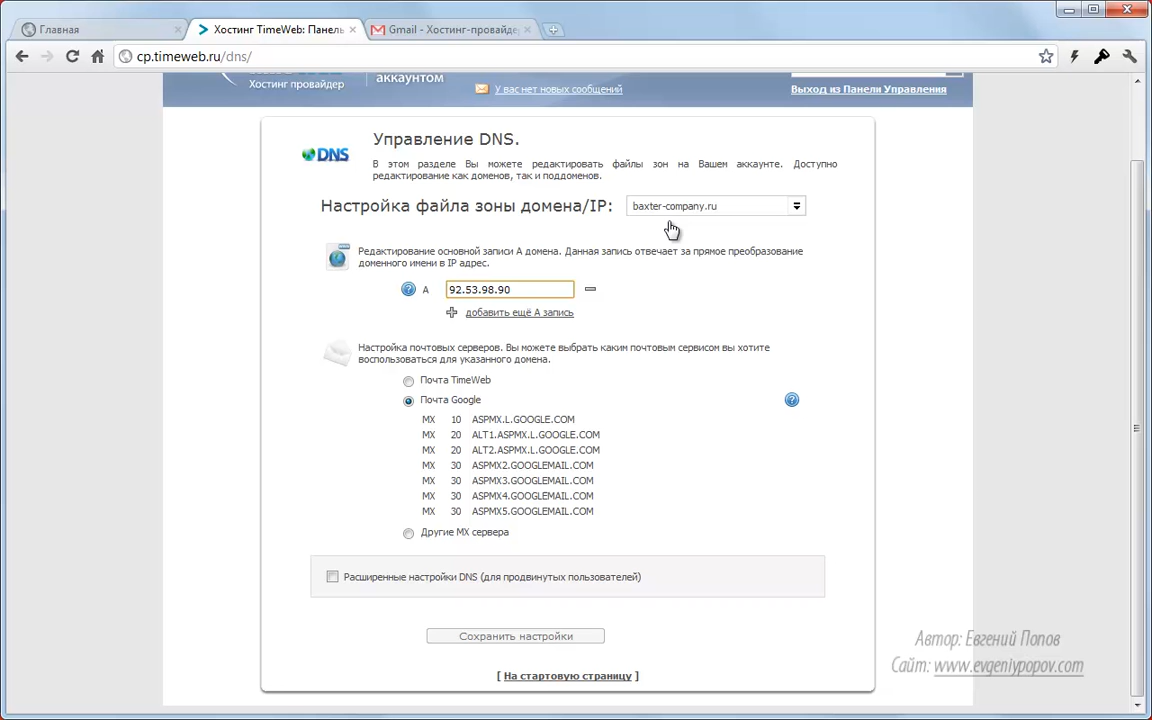 Главная
Хостинг TimeWeb: Панель
Gmail - Хостинг-провайдер
cp.timeweb.ru/dns/
Хостинг провайдер
аккаунтом
У вас нет новых сообщений
Выход из Панели Управления
DNS
Управление DNS.
В этом разделе Вы можете редактировать файлы зон на Вашем аккаунте. Доступно
редактирование как доменов, так и поддоменов.
Настройка файла зоны домена/IP:
baxter-company.ru
Редактирование основной записи A домена. Данная запись отвечает за прямое преобразование
доменного имени в IP адрес.
A 92.53.98.90
добавить ещё A запись
Настройка почтовых серверов. Вы можете выбрать каким почтовым сервисом вы хотите
воспользоваться для указанного домена.
Почта TimeWeb
Почта Google
MX 10 ASPMX.L.GOOGLE.COM
MX 20 ALT1.ASPMX.L.GOOGLE.COM
MX 20 ALT2.ASPMX.L.GOOGLE.COM
MX 30 ASPMX2.GOOGLEMAIL.COM
MX 30 ASPMX3.GOOGLEMAIL.COM
MX 30 ASPMX4.GOOGLEMAIL.COM
MX 30 ASPMX5.GOOGLEMAIL.COM
Другие MX сервера
Расширенные настройки DNS (для продвинутых пользователей)
Сохранить настройки
[ На стартовую страницу ]
Автор: Евгений Попов
Сайт: www.evgeniypopov.com